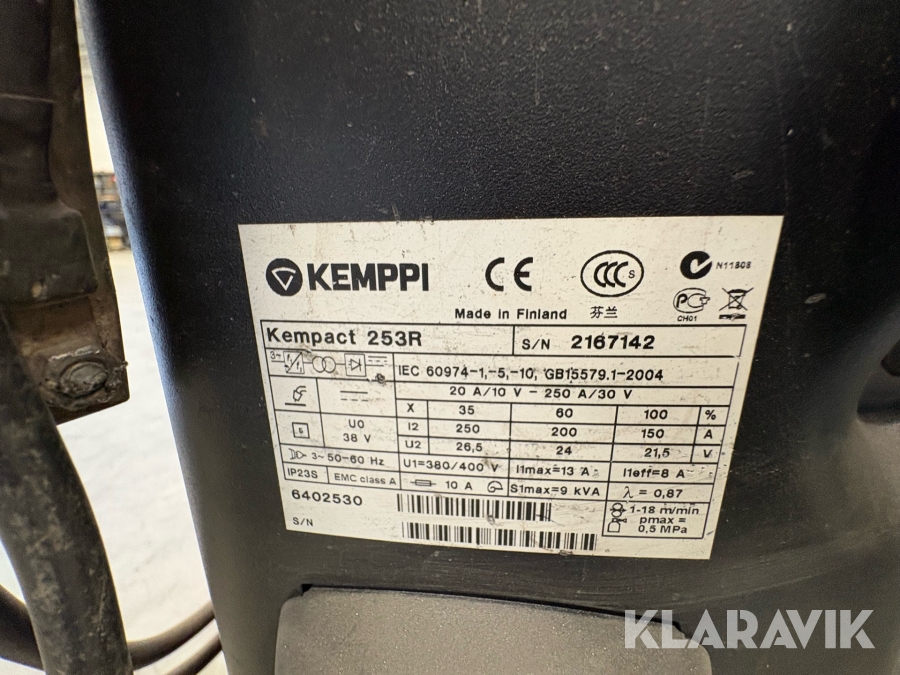 KEMPPI
CE
CCC S
N11808
Made in Finland
芬兰
CH01
Kempact 253R
S/N 2167142
3~
IEC 60974-1,-5,-10, GB15579.1-2004
20 A/10 V - 250 A/30 V
X 35 60 100 %
U0 38 V
I2 250 200 150 A
U2 26,5 24 21,5 V
3~50-60 Hz U1=380/400 V I1max=13 A I1eff=8 A
IP23S EMC class A 10 A S1max=9 kVA λ = 0,87
6402530
1-18 m/min
pmax =
0,5 MPa
S/N
KLARAVIK